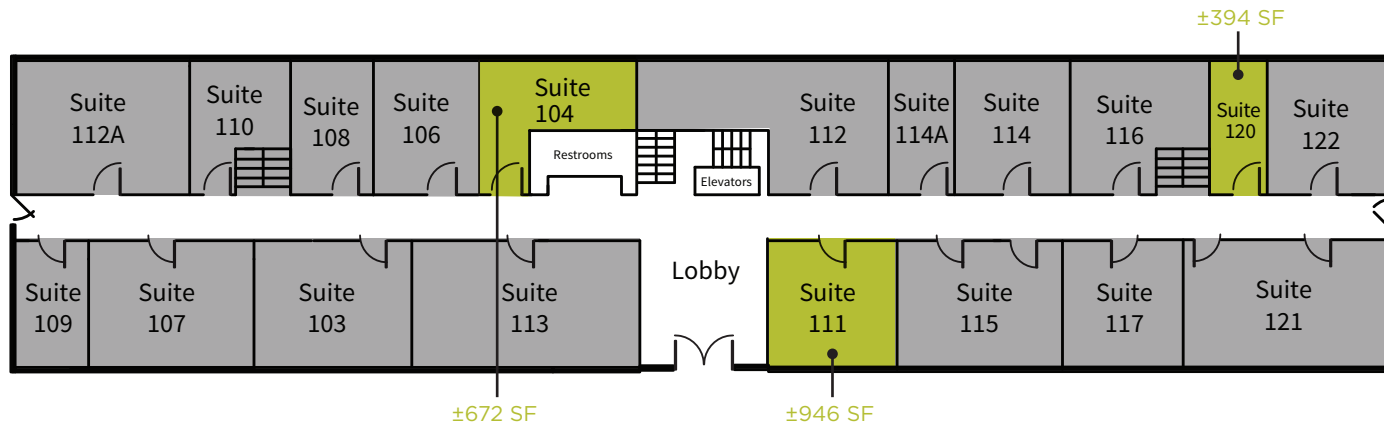 ±394 SF
Suite
112A
Suite
110
Suite
108
Suite
106
Suite
104
Suite
112
Suite
114A
Suite
114
Suite
116
Suite
120
Suite
122
Restrooms
Elevators
Lobby
Suite
109
Suite
107
Suite
103
Suite
113
Suite
111
Suite
115
Suite
117
Suite
121
±672 SF
±946 SF